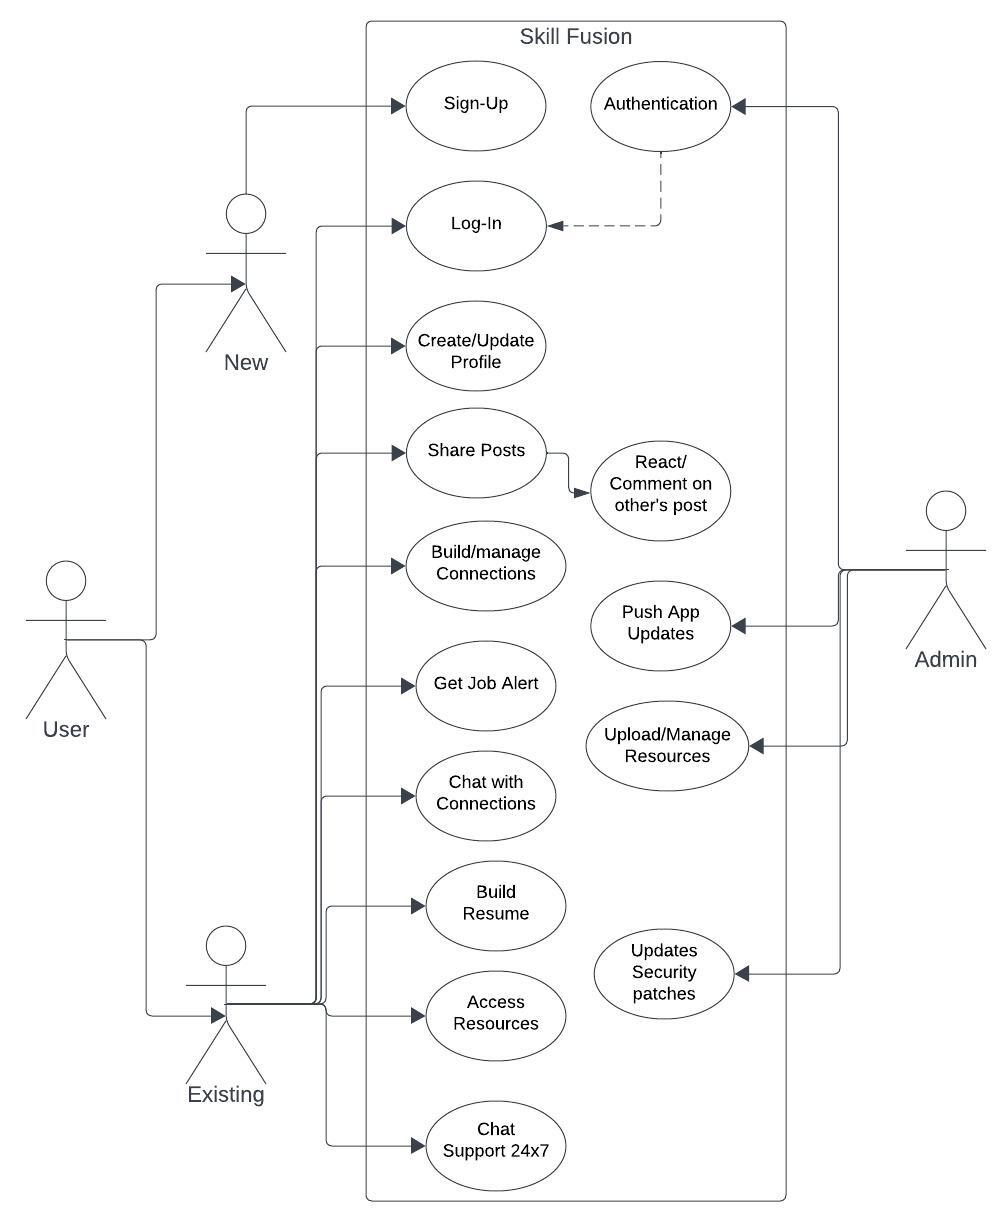 Skill Fusion
Sign-Up
Authentication
Log-In
New
Create/Update
Profile
Share Posts
React/
Comment on
other's post
Build/manage
Connections
Push App
Updates
Admin
User
Get Job Alert
Upload/Manage
Resources
Chat with
Connections
Build
Resume
Updates
Security
patches
Access
Resources
Existing
Chat
Support 24x7